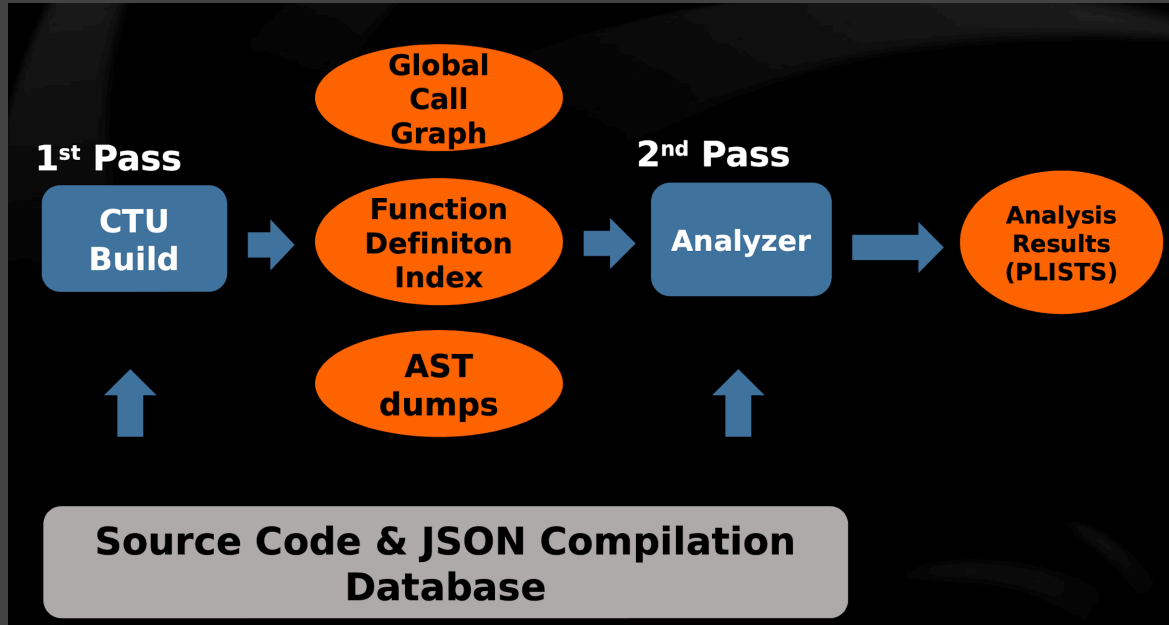 Global
Call
Graph
1st Pass
2nd Pass
CTU
Build
Function
Definiton
Index
Analyzer
Analysis
Results
(PLISTS)
AST
dumps
Source Code & JSON Compilation
Database